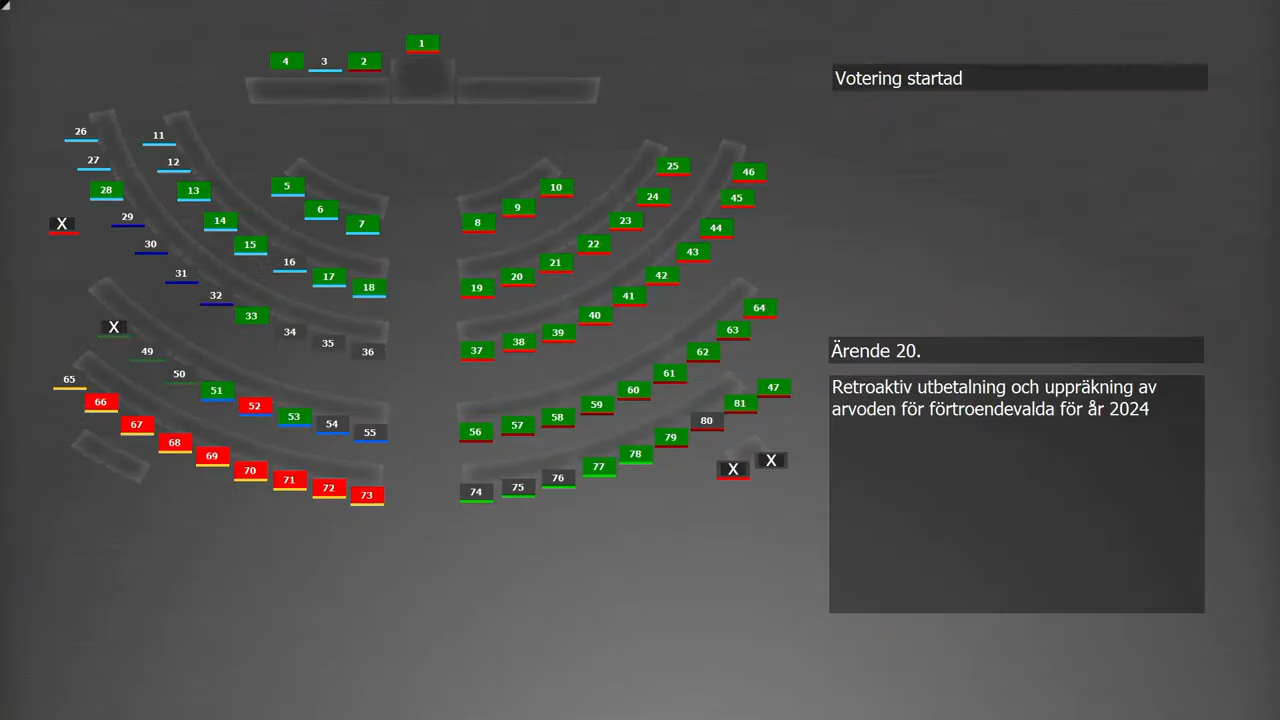 1
4 3 2
Votering startad
26 11
27 12 25 46
28 13 5 10 24 45
X 29 14 6 7 8 9 23 44
30 15 22 43
31 16 17 18 19 20 21 42
32 33 40 41 64
34 35 36 37 38 39 63
X 49 62
Ärende 20.
50 61
65 66 51 52 53 54 55 56 57 58 59 60 81 47
Retroaktiv utbetalning och uppräkning av
arvoden för förtroendevalda för år 2024
67 68 69 70 71 72 73 74 75 76 77 78 79 80
X X